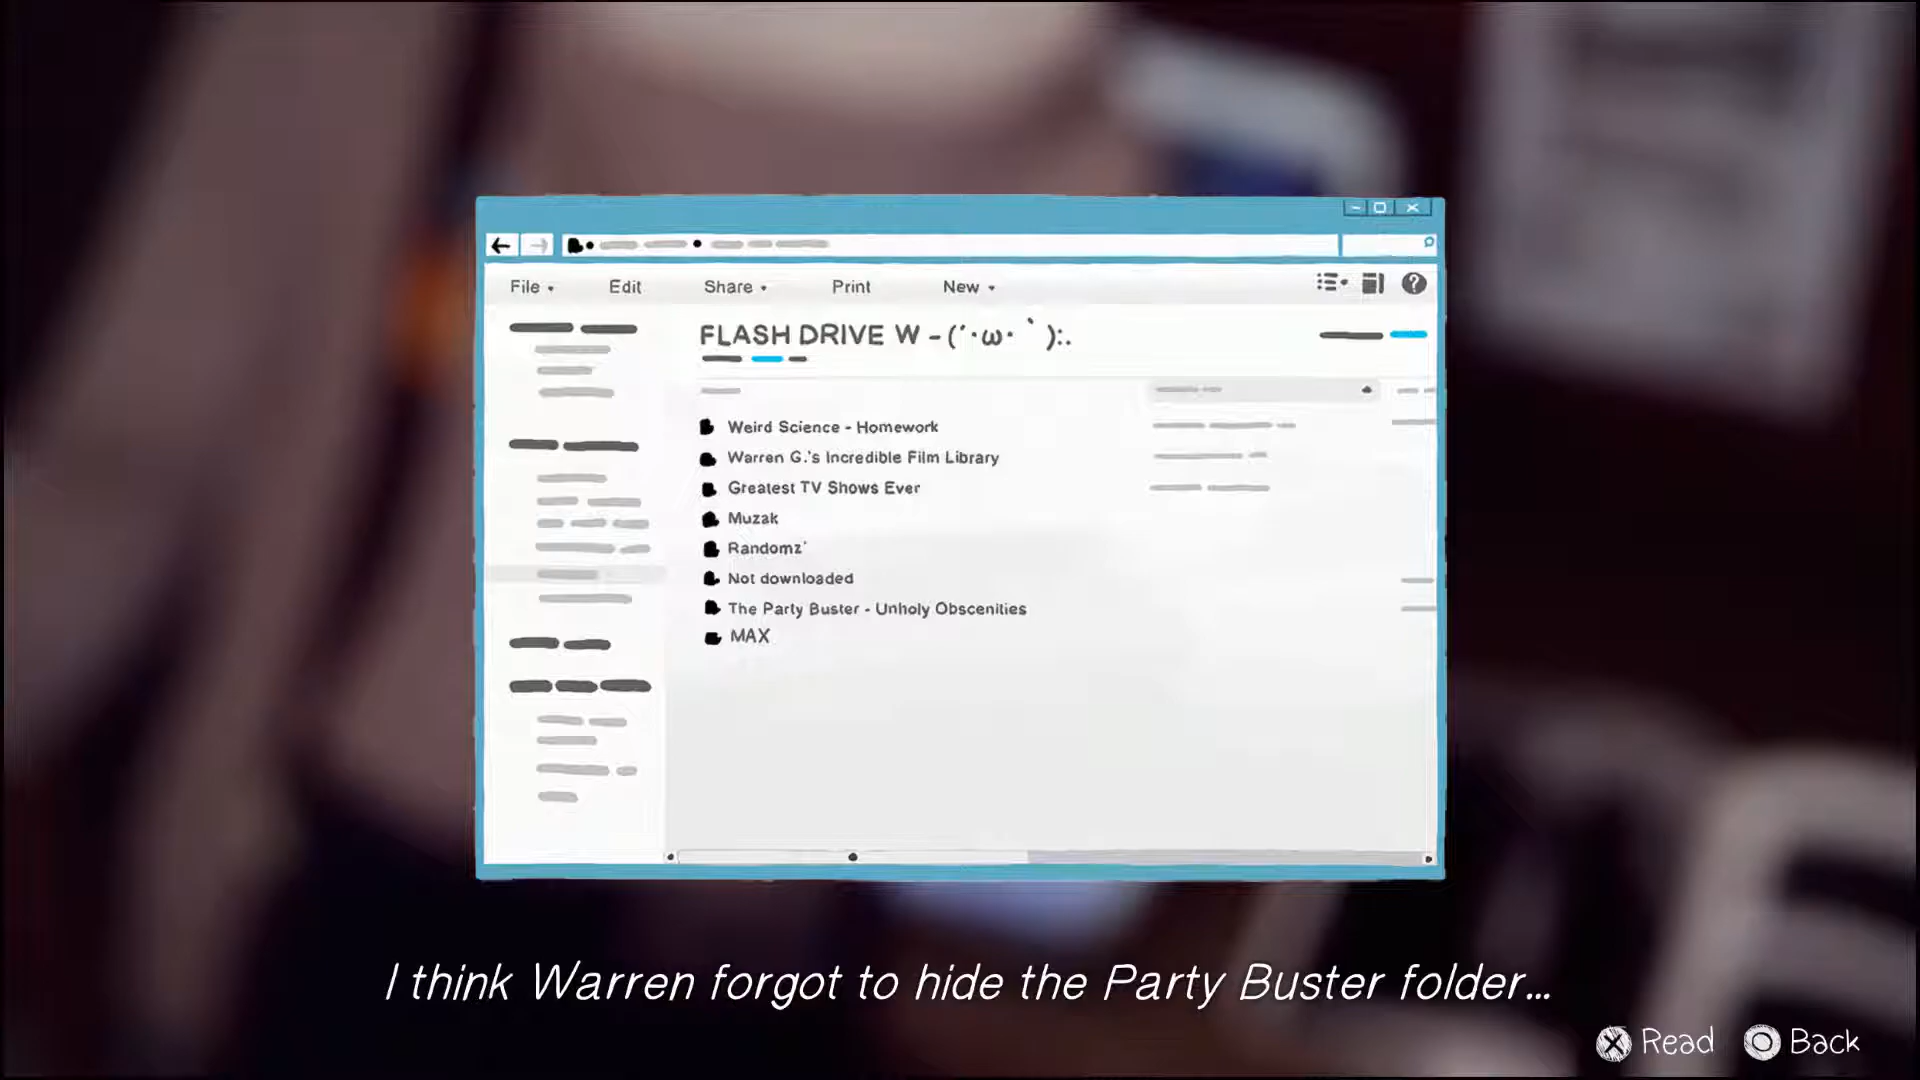 File Edit Share Print New
FLASH DRIVE W - (´・ω・`):.
Weird Science - Homework
Warren G.'s Incredible Film Library
Greatest TV Shows Ever
Muzak
Randomz'
Not downloaded
The Party Buster - Unholy Obscenities
MAX
I think Warren forgot to hide the Party Buster folder...
Read Back